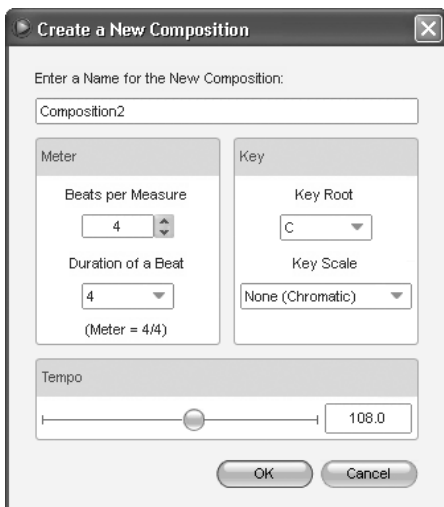 Create a New Composition
Enter a Name for the New Composition:
Composition2
Meter
Beats per Measure
4
Duration of a Beat
4
(Meter = 4/4)
Key
Key Root
C
Key Scale
None (Chromatic)
Tempo
108.0
OK
Cancel